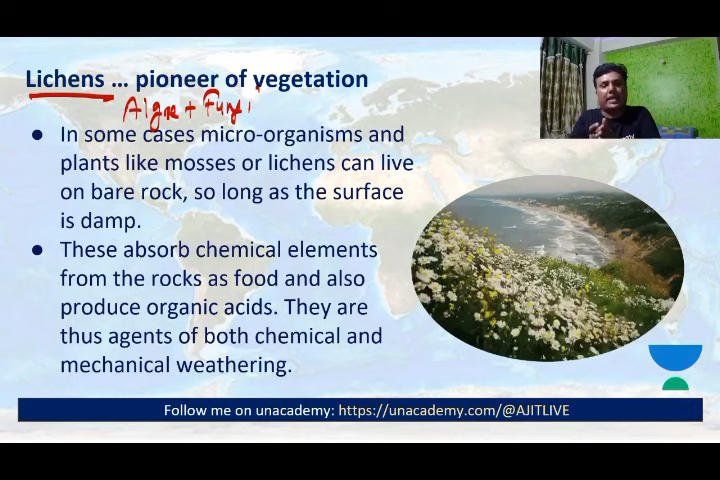 Lichens ... pioneer of vegetation
Algae + Fungi
● In some cases micro-organisms and
plants like mosses or lichens can live
on bare rock, so long as the surface
is damp.
● These absorb chemical elements
from the rocks as food and also
produce organic acids. They are
thus agents of both chemical and
mechanical weathering.
Follow me on unacademy: https://unacademy.com/@AJITLIVE